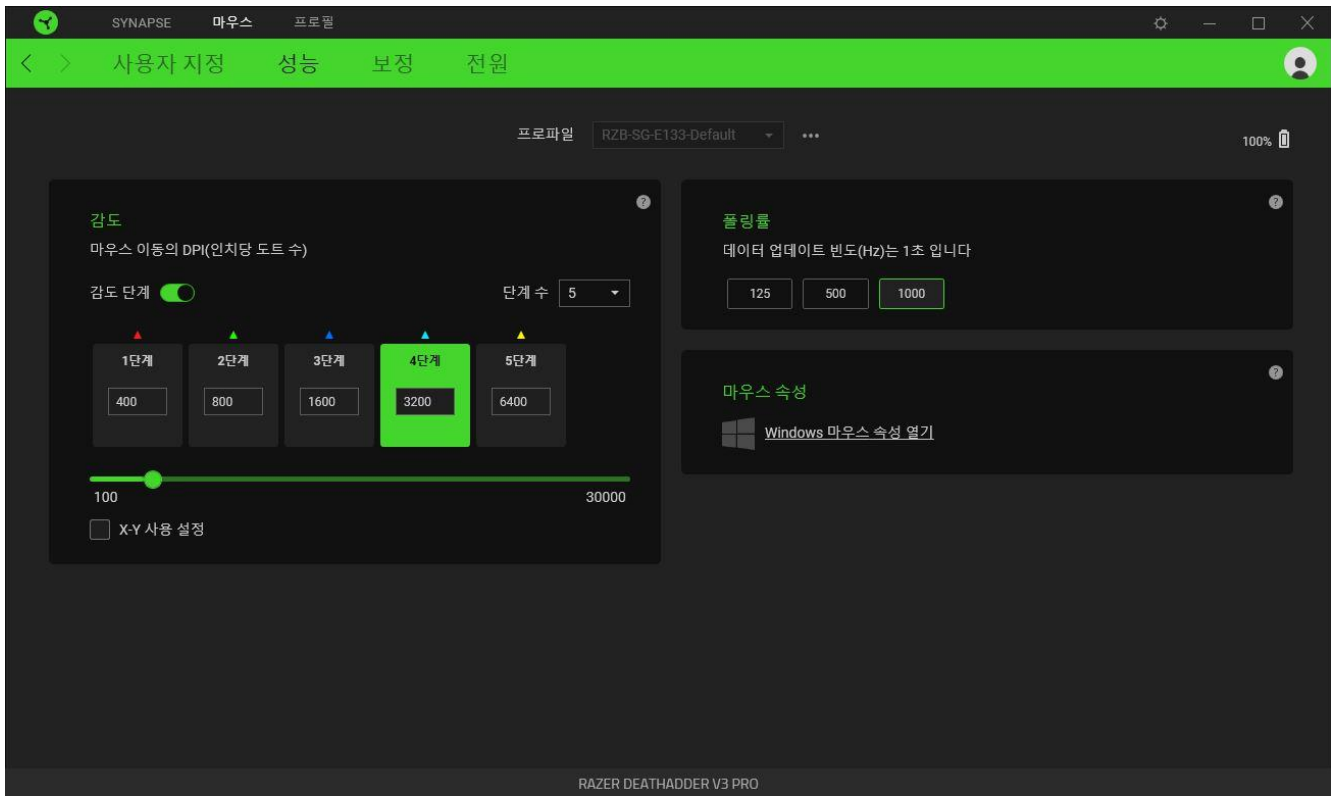 SYNAPSE 마우스 프로필
사용자 지정 성능 보정 전원
프로파일 RZB-SG-E133-Default
100%
감도
마우스 이동의 DPI(인치당 도트 수)
감도 단계 단계 수 5
1단계 2단계 3단계 4단계 5단계
400 800 1600 3200 6400
100 30000
X-Y 사용 설정
폴링률
데이터 업데이트 빈도(Hz)는 1초 입니다
125 500 1000
마우스 속성
Windows 마우스 속성 열기
RAZER DEATHADDER V3 PRO